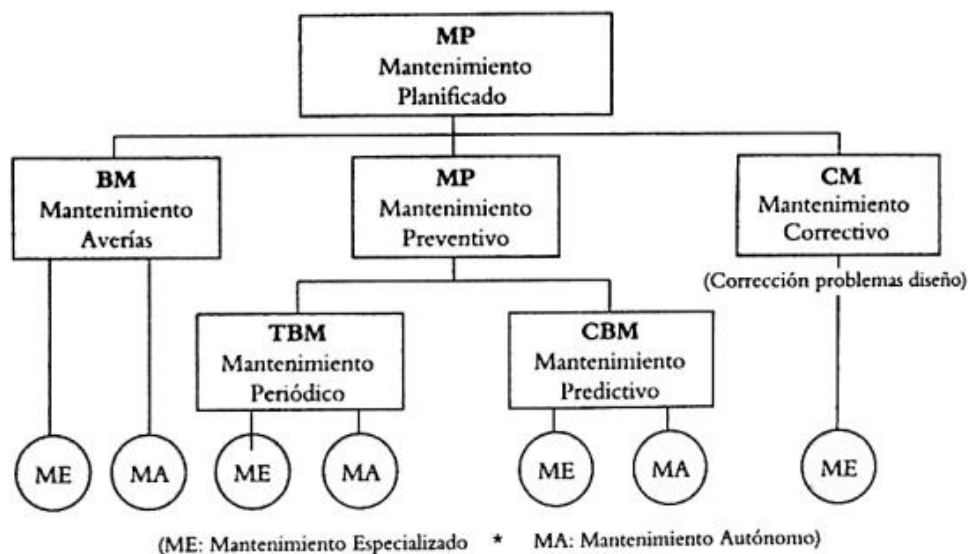 MP
Mantenimiento
Planificado
BM
Mantenimiento
Averías
MP
Mantenimiento
Preventivo
CM
Mantenimiento
Correctivo
(Corrección problemas diseño)
TBM
Mantenimiento
Periódico
CBM
Mantenimiento
Predictivo
ME
MA
ME
MA
ME
MA
ME
(ME: Mantenimiento Especializado * MA: Mantenimiento Autónomo)